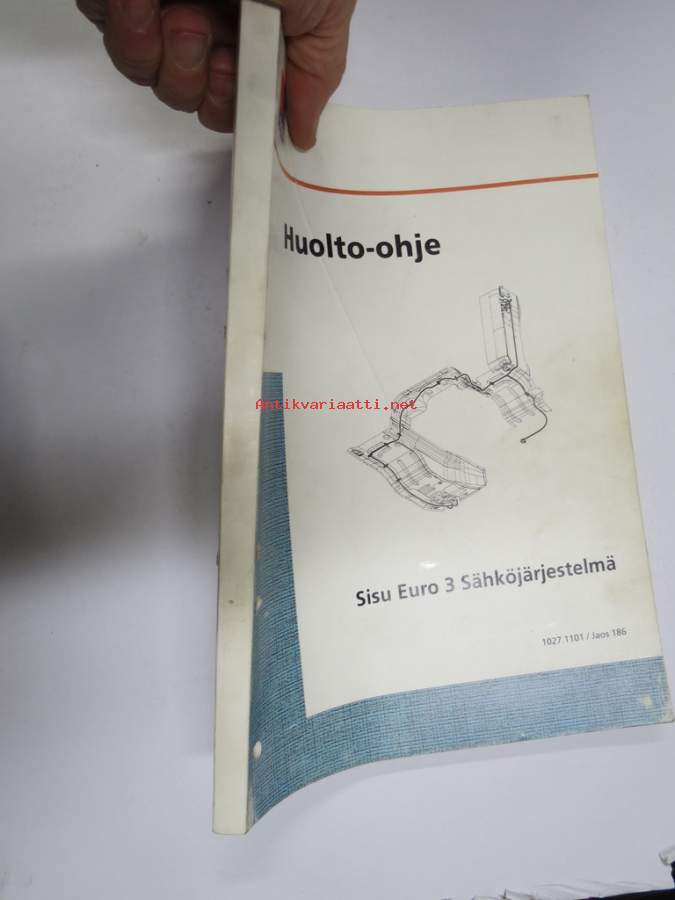 Huolto-ohje
Antikvariaatti.net
Sisu Euro 3 Sähköjärjestelmä
1027 1101 / Jaos 186